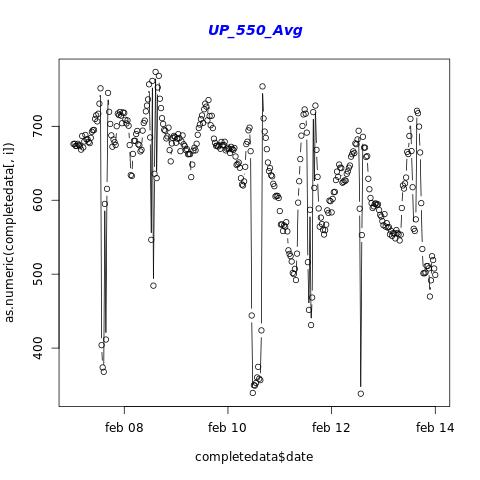 UP_550_Avg
as.numeric(completedata[, i])
700
600
500
400
feb 08
feb 10
feb 12
feb 14
completedata$date